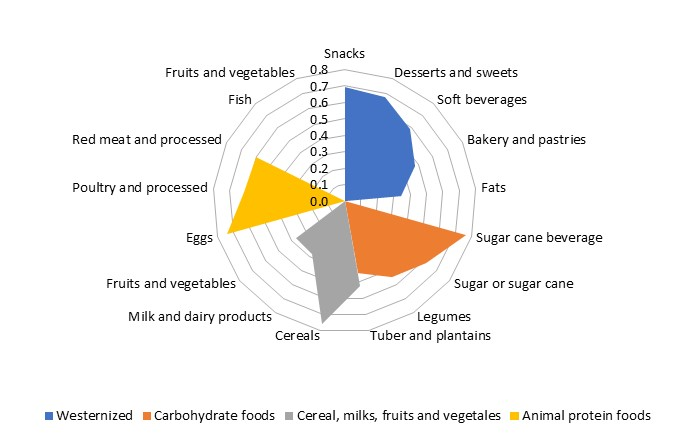 Snacks
Fruits and vegetables
Desserts and sweets
Fish
Soft beverages
Red meat and processed
Bakery and pastries
Poultry and processed
Fats
Eggs
Sugar cane beverage
Fruits and vegetables
Sugar or sugar cane
Milk and dairy products
Legumes
Cereals
Tuber and plantains
0.8
0.7
0.6
0.5
0.4
0.3
0.2
0.1
0.0
Westernized
Carbohydrate foods
Cereal, milks, fruits and vegetales
Animal protein foods